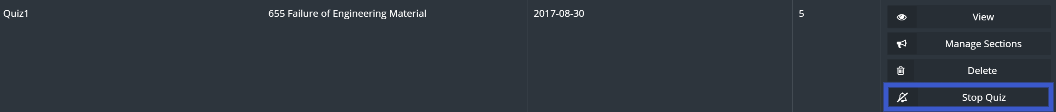 Quiz1 655 Failure of Engineering Material 2017-08-30 5 View
Manage Sections
Delete
Stop Quiz